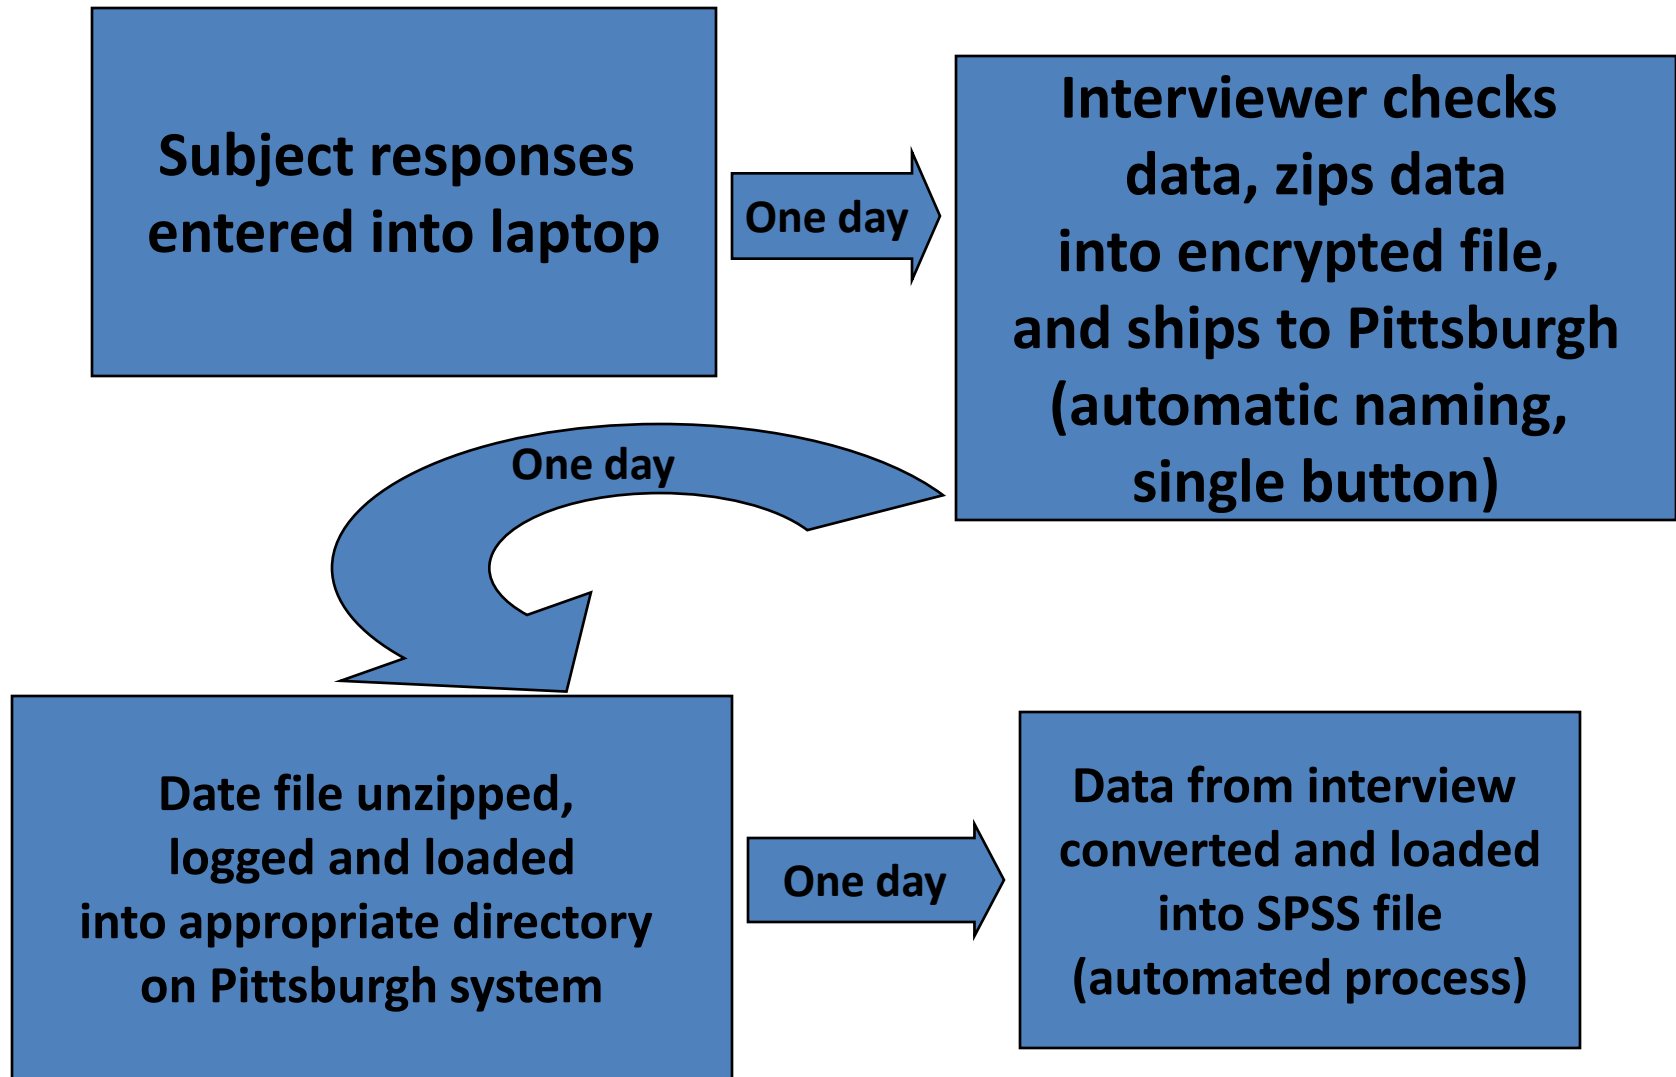 Subject responses
entered into laptop
One day
Interviewer checks
data, zips data
into encrypted file,
and ships to Pittsburgh
(automatic naming,
single button)
One day
Date file unzipped,
logged and loaded
into appropriate directory
on Pittsburgh system
One day
Data from interview
converted and loaded
into SPSS file
(automated process)